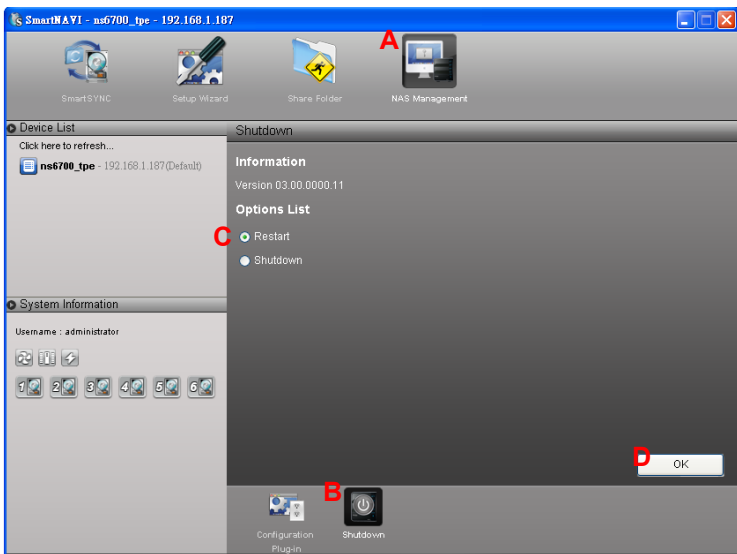 SmartNAVI - ns6700_tpe - 192.168.1.187
A
SmartSYNC
Setup Wizard
Share Folder
NAS Management
Device List
Click here to refresh...
ns6700_tpe - 192.168.1.187(Default)
Shutdown
Information
Version 03.00.0000.11
Options List
C
Restart
Shutdown
System Information
Username : administrator
1
2
3
4
5
6
D
OK
B
Configuration
Plug-in
Shutdown